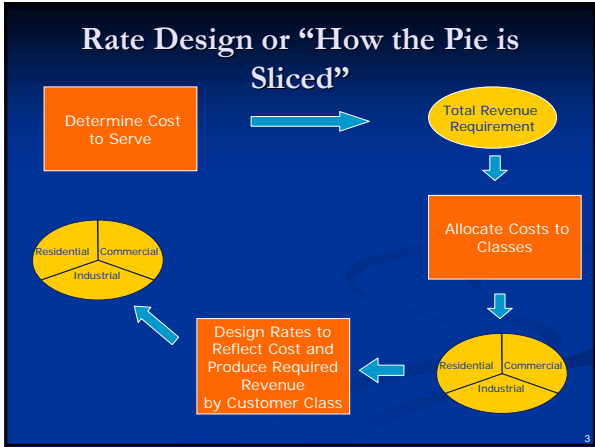 Rate Design or “How the Pie is
Sliced”
Determine Cost
to Serve
Total Revenue
Requirement
Allocate Costs to
Classes
Residential
Commercial
Industrial
Design Rates to
Reflect Cost and
Produce Required
Revenue
by Customer Class
Residential
Commercial
Industrial
3